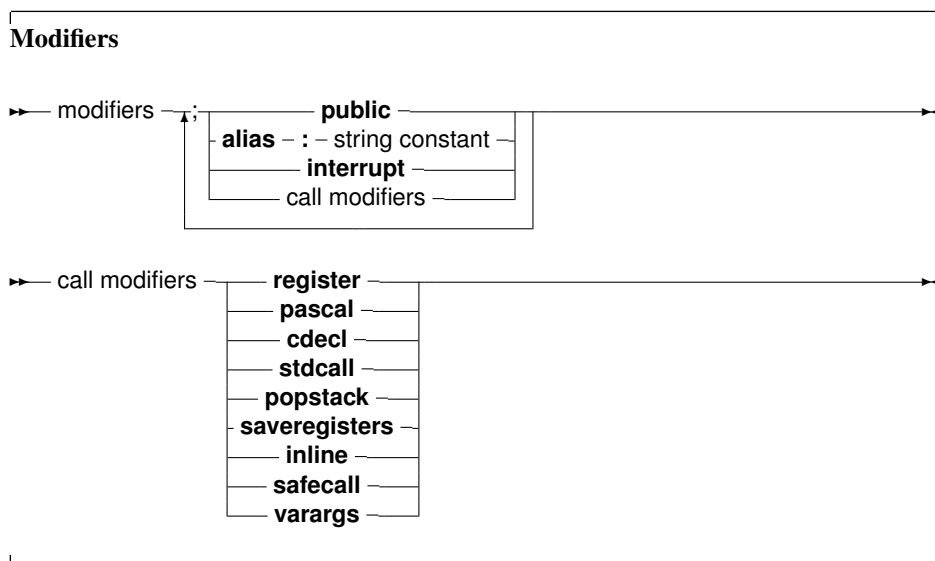 Modifiers
modifiers ; public
alias : string constant
interrupt
call modifiers
call modifiers register
pascal
cdecl
stdcall
popstack
saveregisters
inline
safecall
varargs